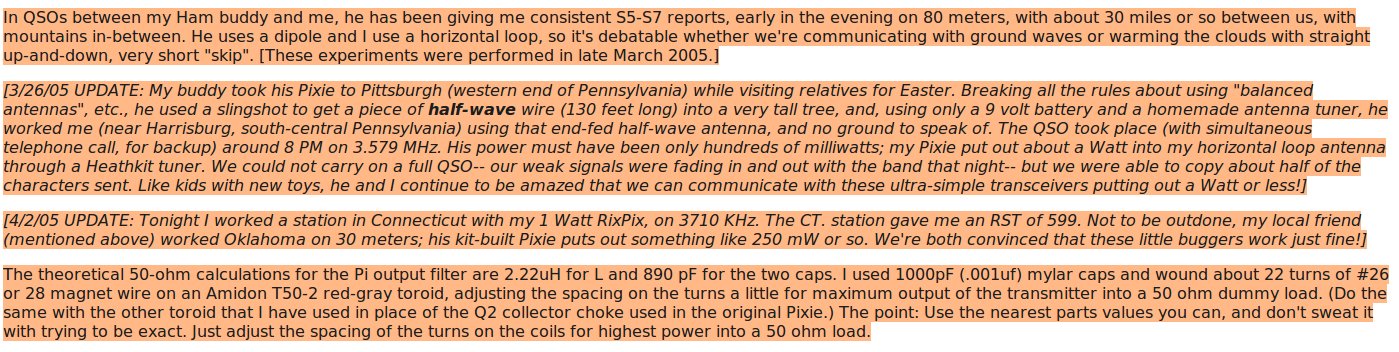 In QSOs between my Ham buddy and me, he has been giving me consistent S5-S7 reports, early in the evening on 80 meters, with about 30 miles or so between us, with
mountains in-between. He uses a dipole and I use a horizontal loop, so it's debatable whether we're communicating with ground waves or warming the clouds with straight
up-and-down, very short "skip". [These experiments were performed in late March 2005.]
[3/26/05 UPDATE: My buddy took his Pixie to Pittsburgh (western end of Pennsylvania) while visiting relatives for Easter. Breaking all the rules about using "balanced
antennas", etc., he used a slingshot to get a piece of half-wave wire (130 feet long) into a very tall tree, and, using only a 9 volt battery and a homemade antenna tuner, he
worked me (near Harrisburg, south-central Pennsylvania) using that end-fed half-wave antenna, and no ground to speak of. The QSO took place (with simultaneous
telephone call, for backup) around 8 PM on 3.579 MHz. His power must have been only hundreds of milliwatts; my Pixie put out about a Watt into my horizontal loop antenna
through a Heathkit tuner. We could not carry on a full QSO-- our weak signals were fading in and out with the band that night-- but we were able to copy about half of the
characters sent. Like kids with new toys, he and I continue to be amazed that we can communicate with these ultra-simple transceivers putting out a Watt or less!]
[4/2/05 UPDATE: Tonight I worked a station in Connecticut with my 1 Watt RixPix, on 3710 KHz. The CT. station gave me an RST of 599. Not to be outdone, my local friend
(mentioned above) worked Oklahoma on 30 meters; his kit-built Pixie puts out something like 250 mW or so. We're both convinced that these little buggers work just fine!]
The theoretical 50-ohm calculations for the Pi output filter are 2.22uH for L and 890 pF for the two caps. I used 1000pF (.001uf) mylar caps and wound about 22 turns of #26
or 28 magnet wire on an Amidon T50-2 red-gray toroid, adjusting the spacing on the turns a little for maximum output of the transmitter into a 50 ohm dummy load. (Do the
same with the other toroid that I have used in place of the Q2 collector choke used in the original Pixie.) The point: Use the nearest parts values you can, and don't sweat it
with trying to be exact. Just adjust the spacing of the turns on the coils for highest power into a 50 ohm load.